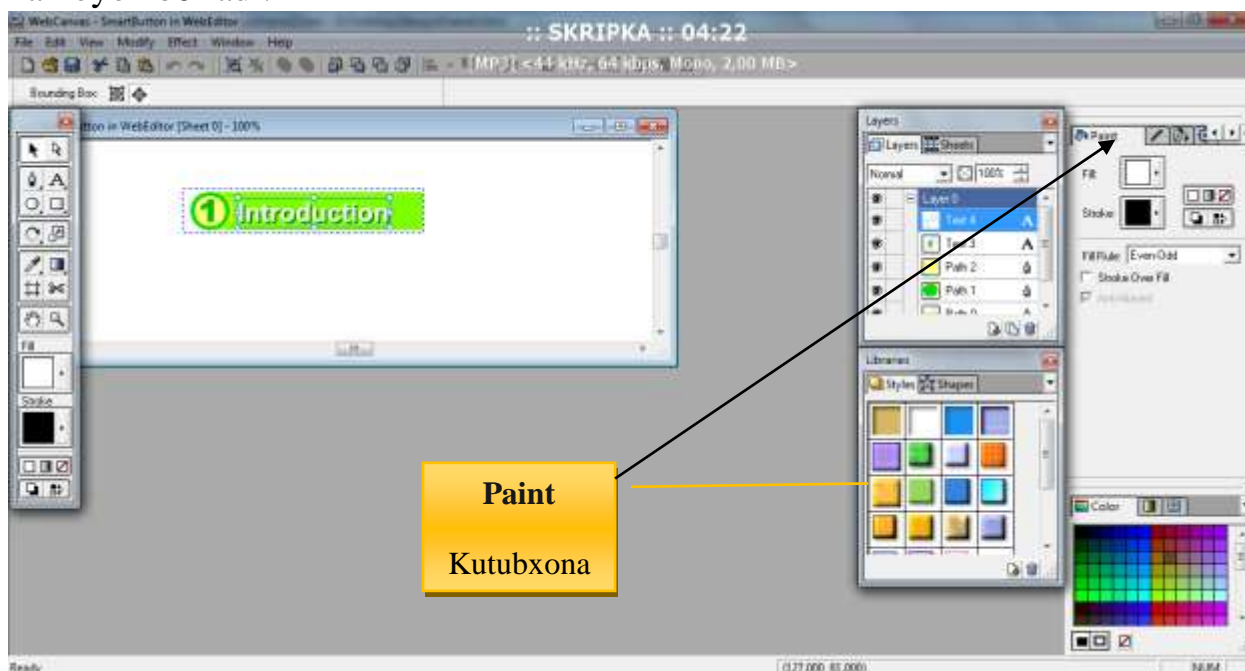 WebCanvas - SmartButton in WebEditor
:: SKRIPKA :: 04:22
File Edit View Modify Effect Window Help
[MP3] <44 kHz, 64 kbps, Mono, 2,00 MB>
Bounding Box
tton in WebEditor [Sheet 0] - 100%
1 Introduction
Fill
Stroke
Layers
Layers Sheets
Normal 100%
Layer 0
Text 4 A
Text 3 A
Path 2
Path 1
Libraries
Styles Shapes
Paint
Fill:
Stroke:
Fill Rule: Even-Odd
Stroke Over Fill
Color
Paint
Kutubxona
Ready
NUM